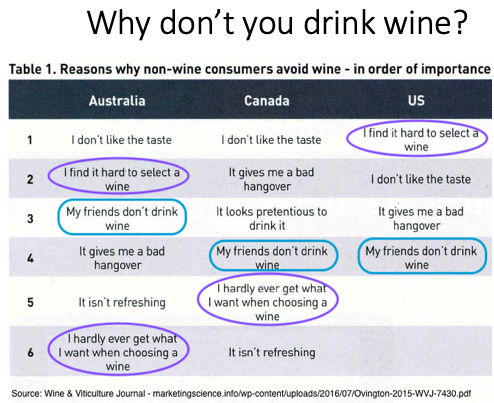 Why don't you drink wine?
Table 1. Reasons why non-wine consumers avoid wine - in order of importance
Australia Canada US
1 I don't like the taste I don't like the taste I find it hard to select a wine
2 I find it hard to select a wine It gives me a bad hangover I don't like the taste
3 My friends don't drink wine It looks pretentious to drink it It gives me a bad hangover
4 It gives me a bad hangover My friends don't drink wine My friends don't drink wine
5 It isn't refreshing I hardly ever get what I want when choosing a wine
6 I hardly ever get what I want when choosing a wine It isn't refreshing
Source: Wine & Viticulture Journal - marketingscience.info/wp-content/uploads/2016/07/Ovington-2015-WVJ-7430.pdf